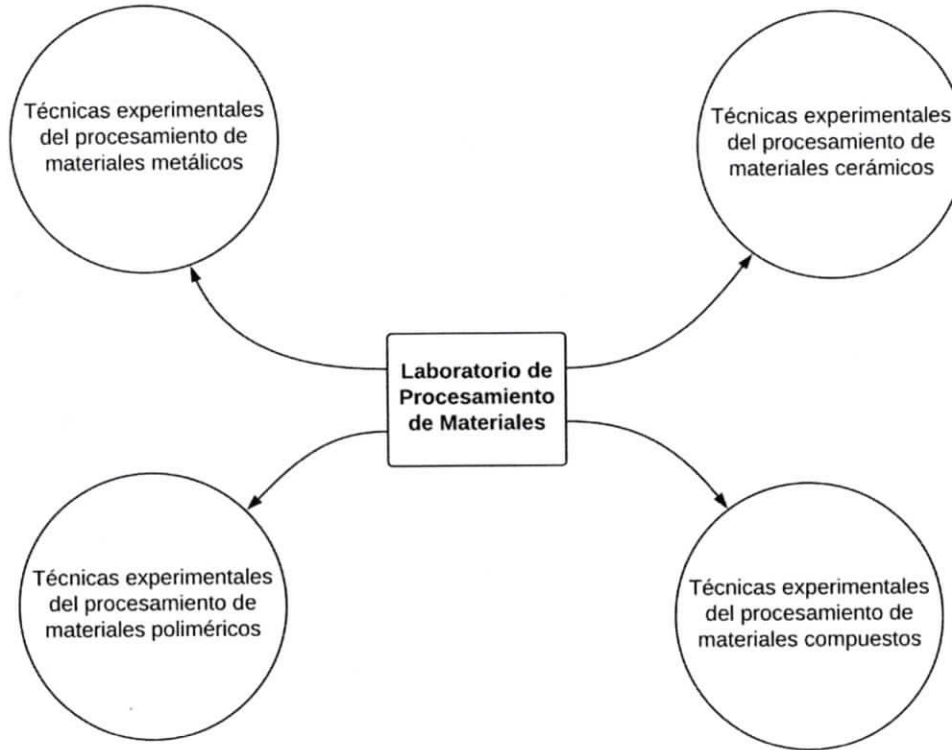 Técnicas experimentales
del procesamiento de
materiales metálicos
Técnicas experimentales
del procesamiento de
materiales cerámicos
Laboratorio de
Procesamiento
de Materiales
Técnicas experimentales
del procesamiento de
materiales poliméricos
Técnicas experimentales
del procesamiento de
materiales compuestos